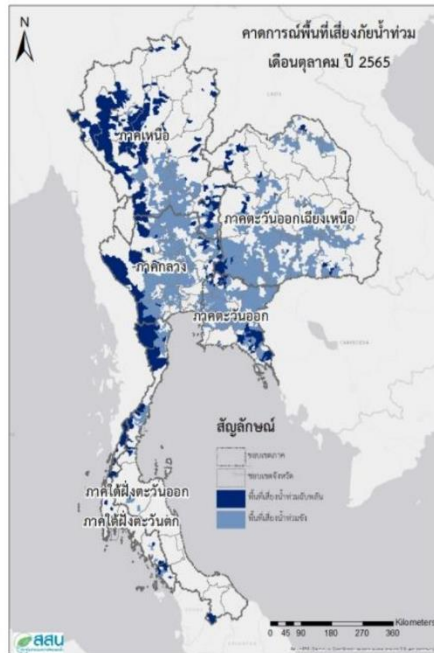 N
คาดการณ์พื้นที่เสี่ยงภัยน้ำท่วม
เดือนตุลาคม ปี 2565
ภาคเหนือ
ภาคตะวันออกเฉียงเหนือ
ภาคกลาง
ภาคตะวันออก
สัญลักษณ์
ขอบเขตภาค
ขอบเขตจังหวัด
พื้นที่เสี่ยงน้ำท่วมฉับพลัน
พื้นที่เสี่ยงน้ำท่วมขัง
ภาคใต้ฝั่งตะวันออก
ภาคใต้ฝั่งตะวันตก
Kilometers
0 45 90 180 270 360
สสน